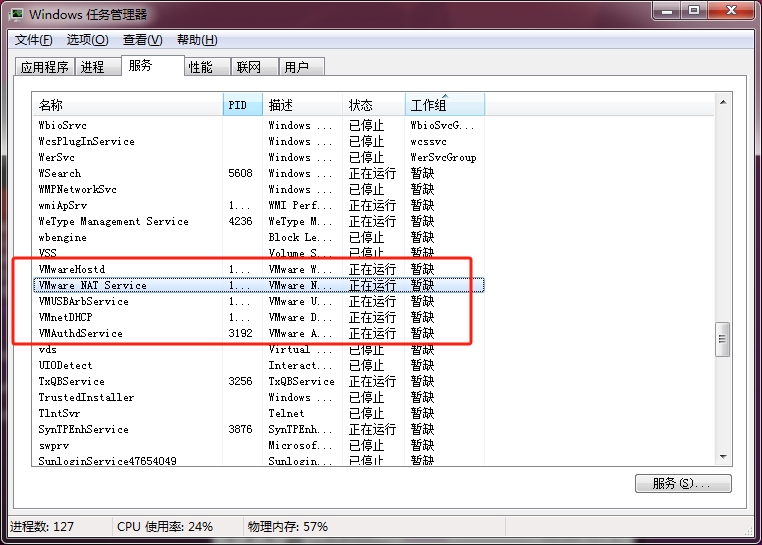 Windows 任务管理器
文件(F) 选项(O) 查看(V) 帮助(H)
应用程序 进程 服务 性能 联网 用户
名称 PID 描述 状态 工作组
WbioSrvc Windows ... 已停止 WbioSvcG...
WcsPlugInService Windows ... 已停止 wcssvc
WerSvc Windows ... 已停止 WerSvcGroup
WSearch 5608 Windows ... 正在运行 暂缺
WMPNetworkSvc Windows ... 已停止 暂缺
wmiApSrv 1... WMI Perf... 正在运行 暂缺
WeType Management Service 4236 WeType M... 正在运行 暂缺
wbengine Block Le... 已停止 暂缺
VSS Volume S... 已停止 暂缺
VMwareHostd 1... VMware W... 正在运行 暂缺
VMware NAT Service 1... VMware N... 正在运行 暂缺
VMUSBArbService 1... VMware U... 正在运行 暂缺
VMnetDHCP 1... VMware D... 正在运行 暂缺
VMAuthdService 3192 VMware A... 正在运行 暂缺
vds Virtual ... 已停止 暂缺
UI0Detect Interact... 已停止 暂缺
TxQBService 3256 TxQBService 正在运行 暂缺
TrustedInstaller Windows ... 已停止 暂缺
TlntSvr Telnet 已停止 暂缺
SynTPEnhService 3876 SynTPEnh... 正在运行 暂缺
swprv Microsof... 已停止 暂缺
SunloginService47654049 Sunlogin... 已停止 暂缺
服务(S)...
进程数: 127 CPU 使用率: 24% 物理内存: 57%